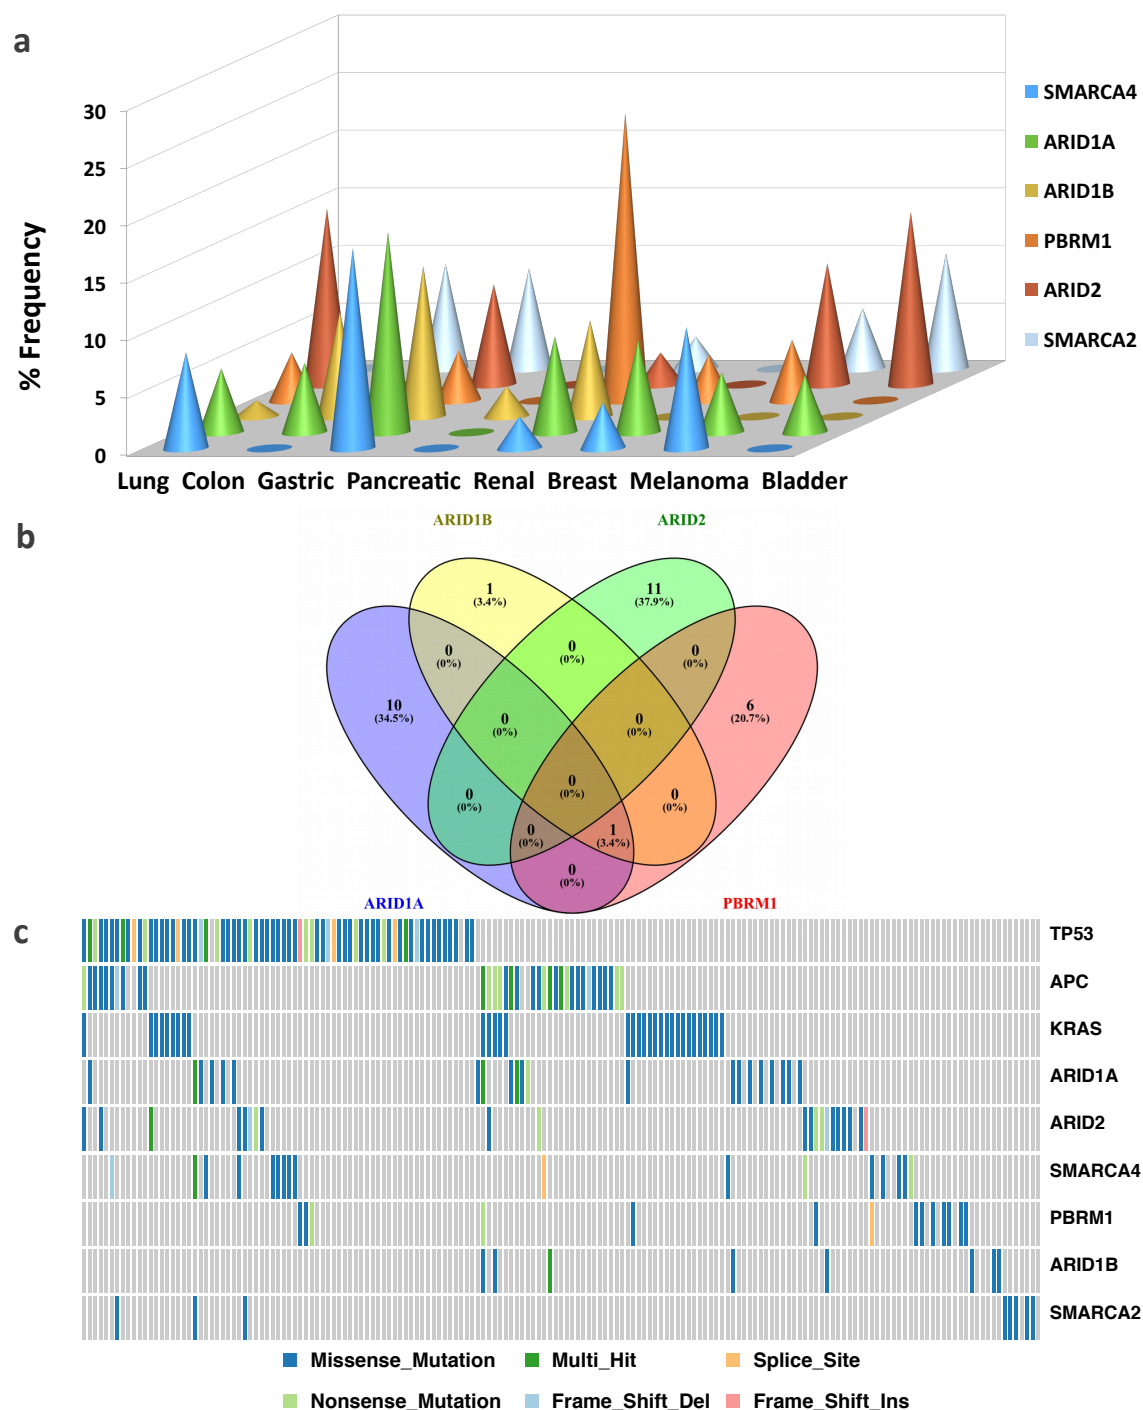 a
% Frequency
30
25
20
15
10
5
0
Lung Colon Gastric Pancreatic Renal Breast Melanoma Bladder
SMARCA4
ARID1A
ARID1B
PBRM1
ARID2
SMARCA2
b
ARID1B ARID2
1
(3.4%)
11
(37.9%)
0
(0%)
0
(0%)
0
(0%)
10
(34.5%)
6
(20.7%)
0
(0%)
0
(0%)
0
(0%)
0
(0%)
0
(0%)
0
(0%)
1
(3.4%)
0
(0%)
ARID1A PBRM1
c
TP53
APC
KRAS
ARID1A
ARID2
SMARCA4
PBRM1
ARID1B
SMARCA2
Missense_Mutation Multi_Hit Splice_Site
Nonsense_Mutation Frame_Shift_Del Frame_Shift_Ins